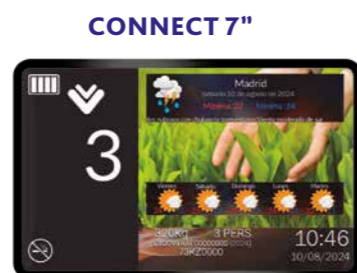 CONNECT 7”
Madrid
sábado 10 de agosto de 2024
Máxima: 32 Mínima: 14
3
Viernes Sábado Domingo Lunes Martes
320Kg 3 PERS
73KZ0000
10:46
10/08/2024